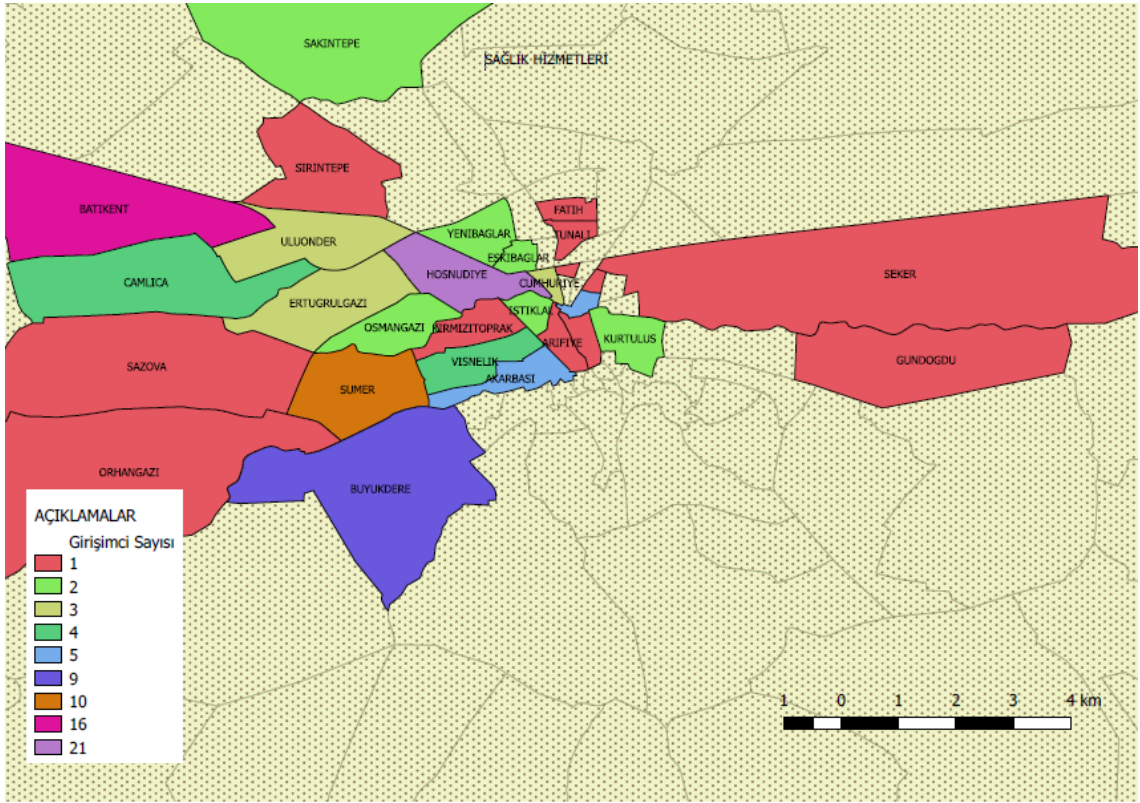 SAKINTEPE
SAĞLIK HİZMETLERİ
SIRINTEPE
BATIKENT
FATIH
TUNALI
YENIBAGLAR
ULUONDER
ESKIBAGLAR
HOSNUDIYE
SEKER
CAMLICA
CUMHURIYE
ERTUGRULGAZI
ISTIKLAL
OSMANGAZI
KIRMIZITOPRAK
ARIFIYE
KURTULUS
VISNELIK
GUNDOGDU
SAZOVA
AKARBASI
SUMER
ORHANGAZI
BUYUKDERE
AÇIKLAMALAR
Girişimci Sayısı
1
2
3
4
5
9
10
16
21
1 0 1 2 3 4 km